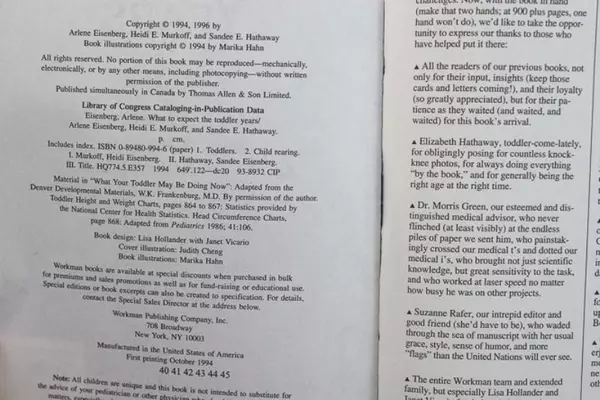 Copyright © 1994, 1996 by
Arlene Eisenberg, Heidi E. Murkoff, and Sandee E. Hathaway
Book illustrations copyright © 1994 by Marika Hahn
All rights reserved. No portion of this book may be reproduced—mechanically,
electronically, or by any other means, including photocopying—without written
permission of the publisher.
Published simultaneously in Canada by Thomas Allen & Son Limited.
Library of Congress Cataloging-in-Publication Data
Eisenberg, Arlene. What to expect the toddler years/
Arlene Eisenberg, Heidi E. Murkoff, and Sandee E. Hathaway.
p. cm.
Includes index. ISBN 0-89480-994-6 (paper) 1. Toddlers. 2. Child rearing.
I. Murkoff, Heidi Eisenberg. II. Hathaway, Sandee Eisenberg.
III. Title. HQ774.5.E357 1994 649'.122—dc20 93-8932 CIP
Material in "What Your Toddler May Be Doing Now": Adapted from the
Denver Developmental Materials, W.K. Frankenburg, M.D. By permission of the author.
Toddler Height and Weight Charts, pages 864 to 867: Statistics provided by
the National Center for Health Statistics. Head Circumference Charts,
page 868: Adapted from Pediatrics 1986; 41:106.
Book design: Lisa Hollander with Janet Vicario
Cover illustration: Judith Cheng
Book illustrations: Marika Hahn
Workman books are available at special discounts when purchased in bulk
for premiums and sales promotions as well as for fund-raising or educational use.
Special editions or book excerpts can also be created to specification. For details,
contact the Special Sales Director at the address below.
Workman Publishing Company, Inc.
708 Broadway
New York, NY 10003
Manufactured in the United States of America
First printing October 1994
40 41 42 43 44 45
Note: All children are unique and this book is not intended to substitute for
the advice of your pediatrician or other physician who
matters, especially
challenges. Now, with the book in hand
(make that two hands; at 900 plus pages, one
hand won't do), we'd like to take the oppor-
tunity to express our thanks to those who
have helped put it there:
▲ All the readers of our previous books, not
only for their input, insights (keep those
cards and letters coming!), and their loyalty
(so greatly appreciated), but for their pa-
tience as they waited (and waited, and
waited) for this book's arrival.
▲ Elizabeth Hathaway, toddler-come-lately,
for obligingly posing for countless knock-
knee photos, for always doing everything
"by the book," and for generally being the
right age at the right time.
▲ Dr. Morris Green, our esteemed and dis-
tinguished medical advisor, who never
flinched (at least visibly) at the endless
piles of paper we sent him, who painstak-
ingly crossed our medical t's and dotted our
medical i's, who brought not just scientific
knowledge, but great sensitivity to the task,
and who worked at laser speed no matter
how busy he was on other projects.
▲ Suzanne Rafer, our intrepid editor and
good friend (she'd have to be), who waded
through the sea of manuscript with her usual
grace, style, sense of humor, and more
"flags" than the United Nations will ever see.
▲ The entire Workman team and extended
family, but especially Lisa Hollander and